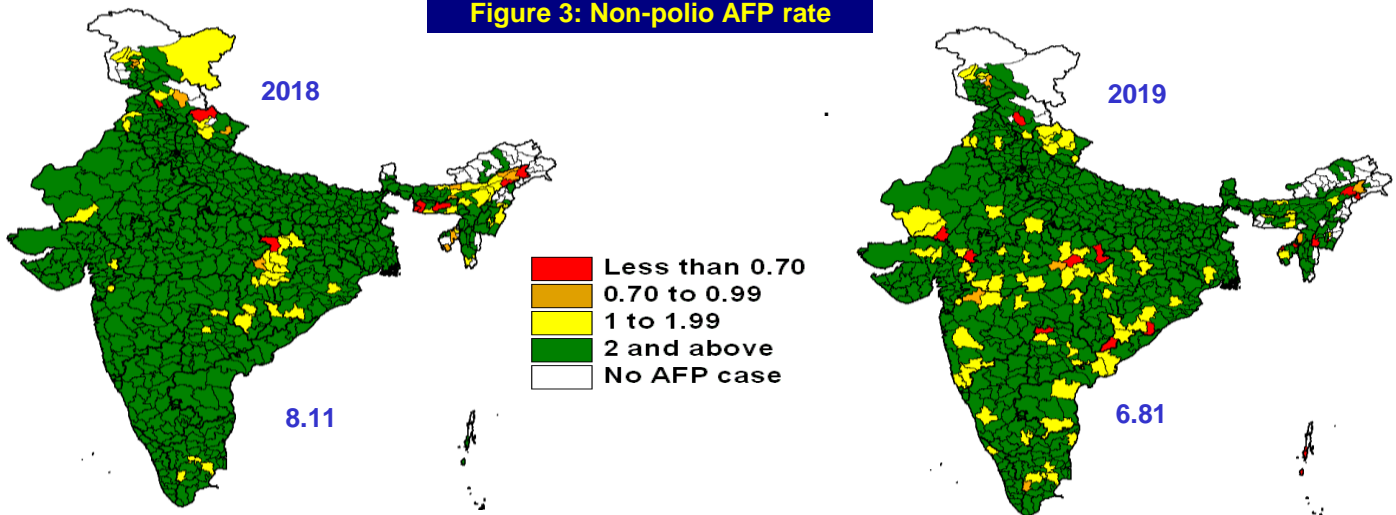 Figure 3: Non-polio AFP rate
2018
2019
Less than 0.70
0.70 to 0.99
1 to 1.99
2 and above
No AFP case
8.11
6.81